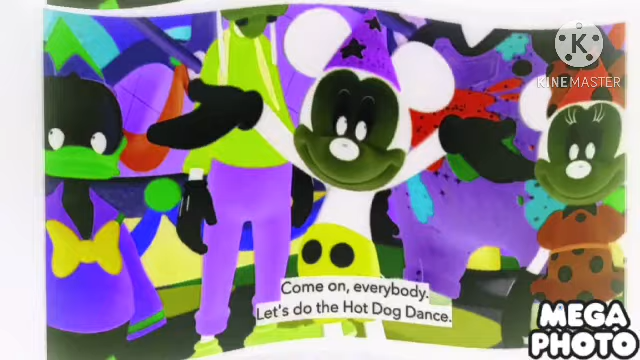 KINEMASTER
Come on, everybody.
Let's do the Hot Dog Dance.
MEGA
PHOTO